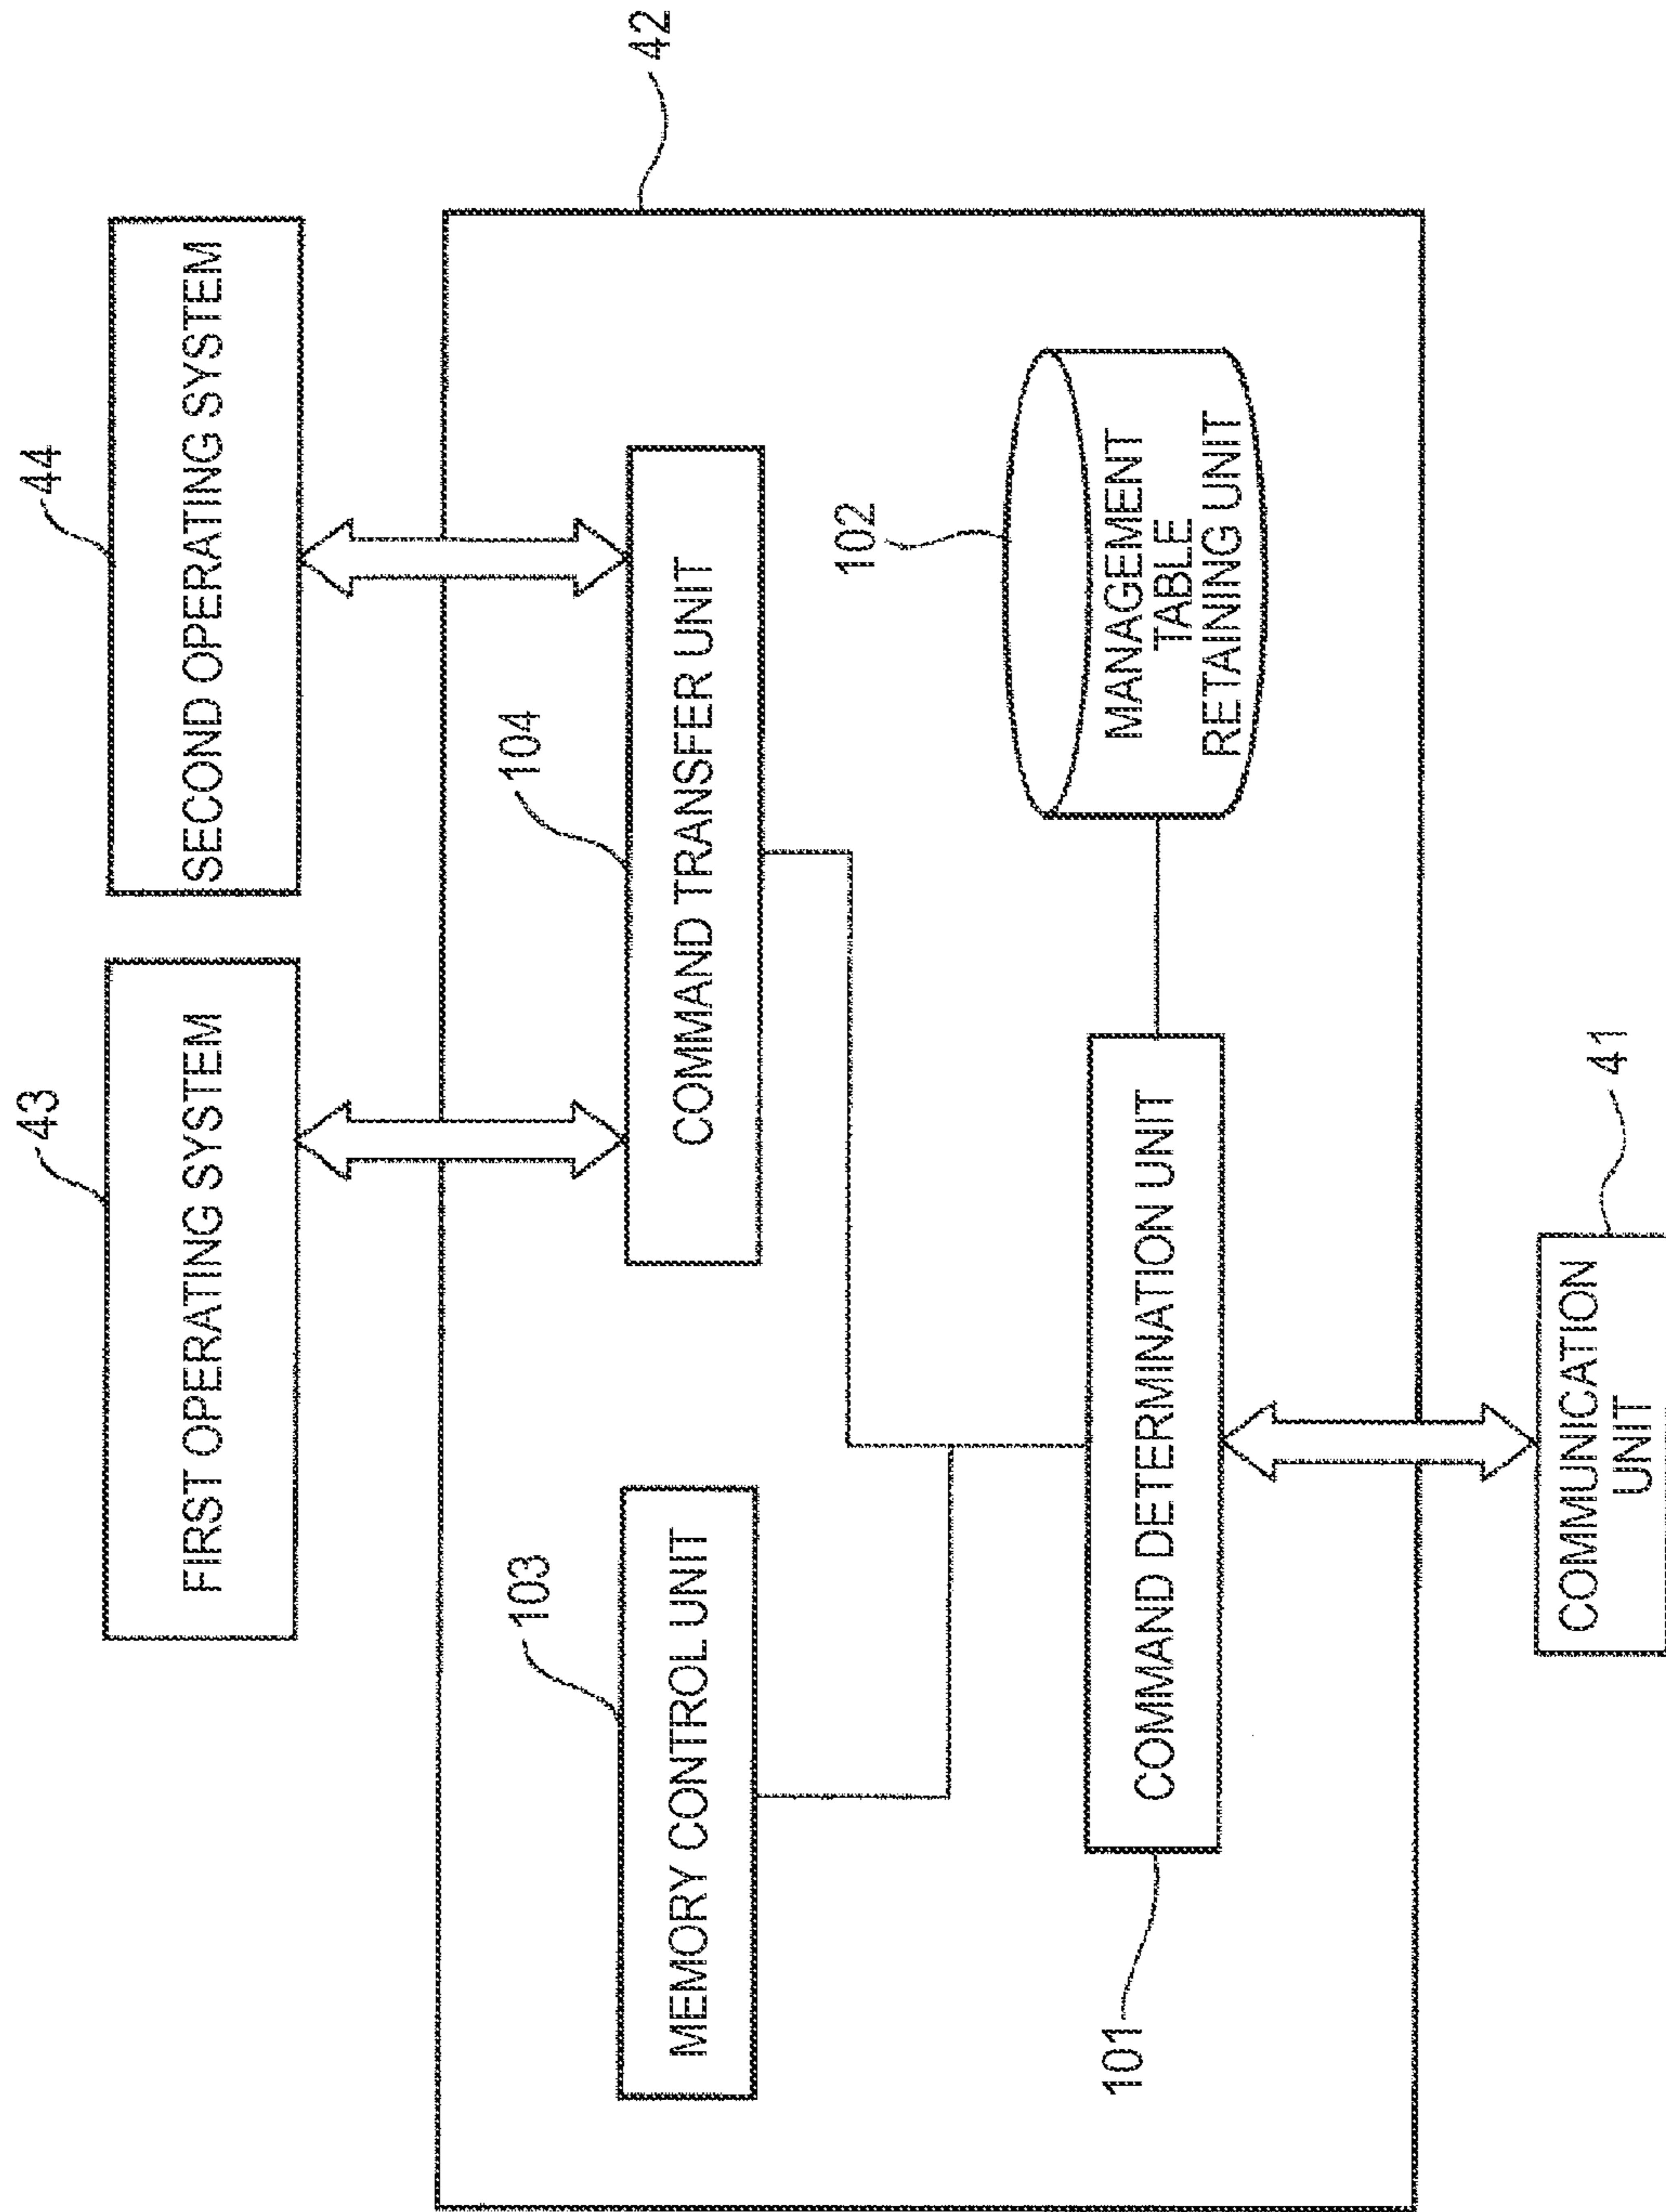 43
44
FIRST OPERATING SYSTEM
SECOND OPERATING SYSTEM
42
103
104
MEMORY CONTROL UNIT
COMMAND TRANSFER UNIT
102
MANAGEMENT
TABLE
RETAINING UNIT
COMMAND DETERMINATION UNIT
101
41
COMMUNICATION
UNIT